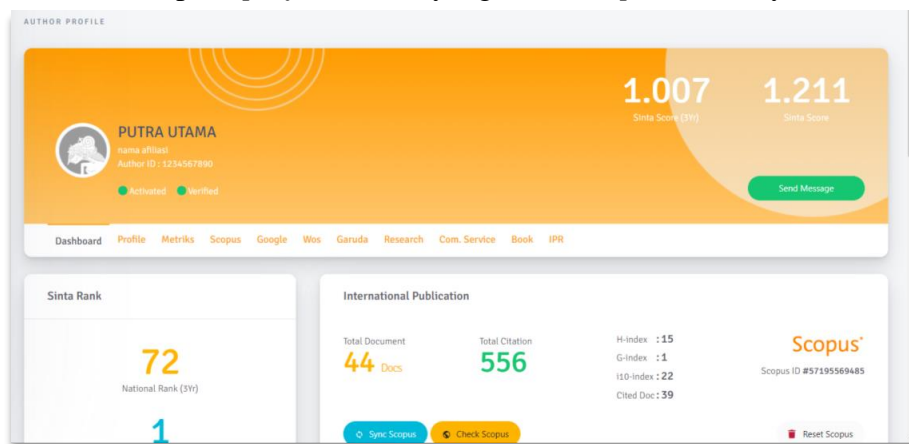 AUTHOR PROFILE
1.007
Sinta Score (3Yr)
1.211
Sinta Score
PUTRA UTAMA
nama afiliasi
Author ID : 1234567890
Activated Verified
Send Message
Dashboard Profile Metriks Scopus Google Wos Garuda Research Com. Service Book IPR
Sinta Rank
72
National Rank (3Yr)
1
International Publication
Total Document
44 Docs
Total Citation
556
H-index : 15
G-index : 1
i10-index : 22
Cited Doc : 39
Scopus
Scopus ID #57195569485
Sync Scopus
Check Scopus
Reset Scopus